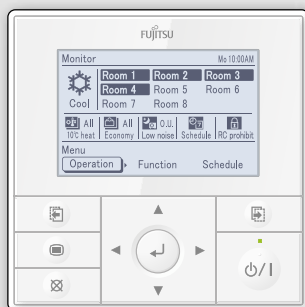 FUJITSU
Monitor Mo 10:00AM
Room 1 Room 2 Room 3
Cool Room 4 Room 5 Room 6
Room 7 Room 8
All All O.U.
10℃ heat Economy Low noise Schedule RC prohibit
Menu
Operation Function Schedule